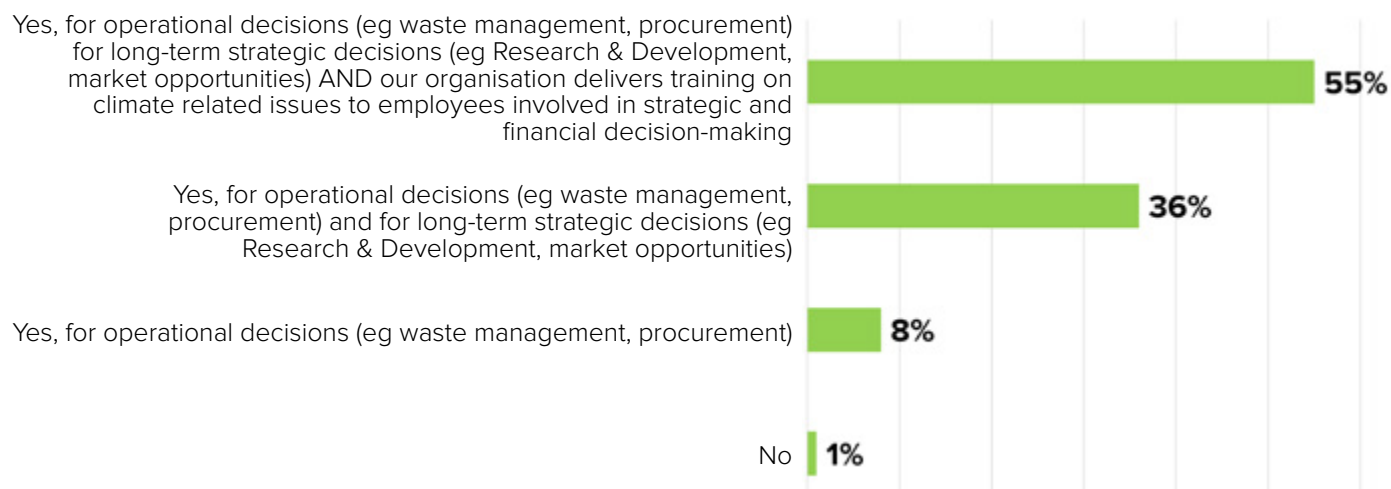 Yes, for operational decisions (eg waste management, procurement)
for long-term strategic decisions (eg Research & Development,
market opportunities) AND our organisation delivers training on
climate related issues to employees involved in strategic and
financial decision-making
55%
Yes, for operational decisions (eg waste management,
procurement) and for long-term strategic decisions (eg
Research & Development, market opportunities)
36%
Yes, for operational decisions (eg waste management, procurement)
8%
No
1%